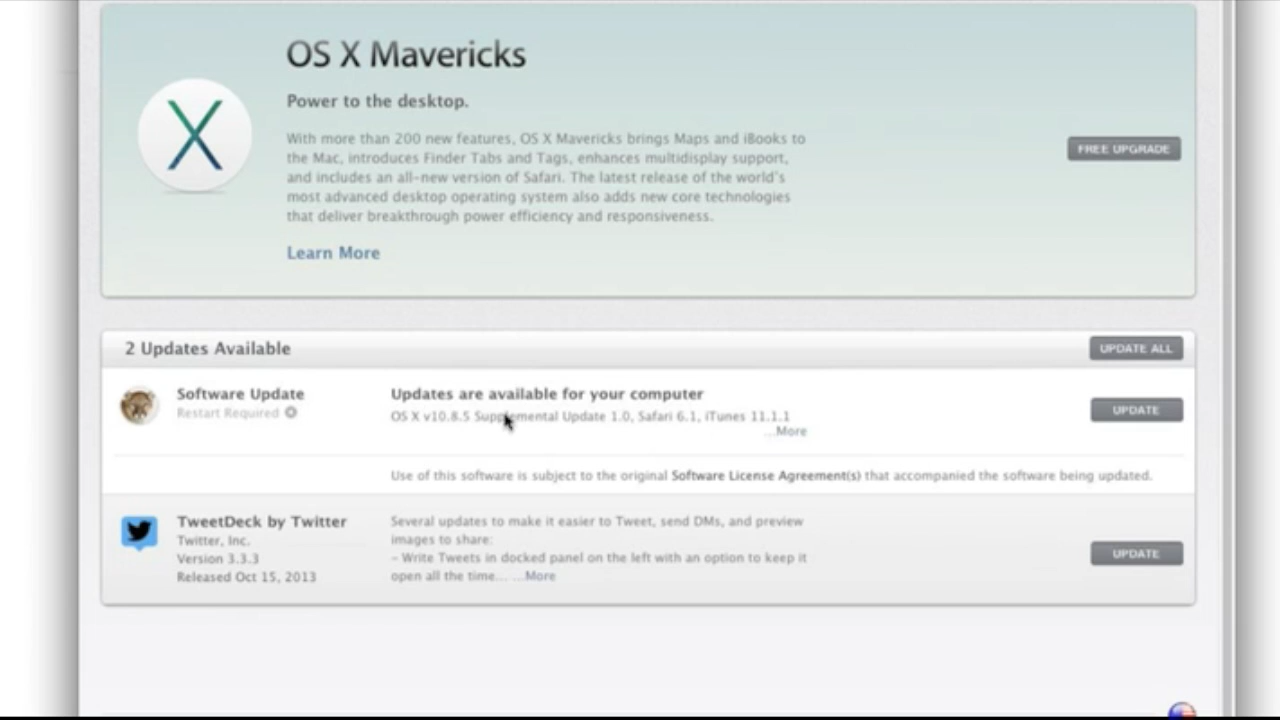 OS X Mavericks
Power to the desktop.
With more than 200 new features, OS X Mavericks brings Maps and iBooks to
the Mac, introduces Finder Tabs and Tags, enhances multidisplay support,
and includes an all-new version of Safari. The latest release of the world's
most advanced desktop operating system also adds new core technologies
that deliver breakthrough power efficiency and responsiveness.
FREE UPGRADE
Learn More
2 Updates Available
UPDATE ALL
Software Update
Restart Required
Updates are available for your computer
OS X v10.8.5 Supplemental Update 1.0, Safari 6.1, iTunes 11.1.1
...More
UPDATE
Use of this software is subject to the original Software License Agreement(s) that accompanied the software being updated.
TweetDeck by Twitter
Twitter, Inc.
Version 3.3.3
Released Oct 15, 2013
Several updates to make it easier to Tweet, send DMs, and preview
images to share:
- Write Tweets in docked panel on the left with an option to keep it
open all the time... ...More
UPDATE